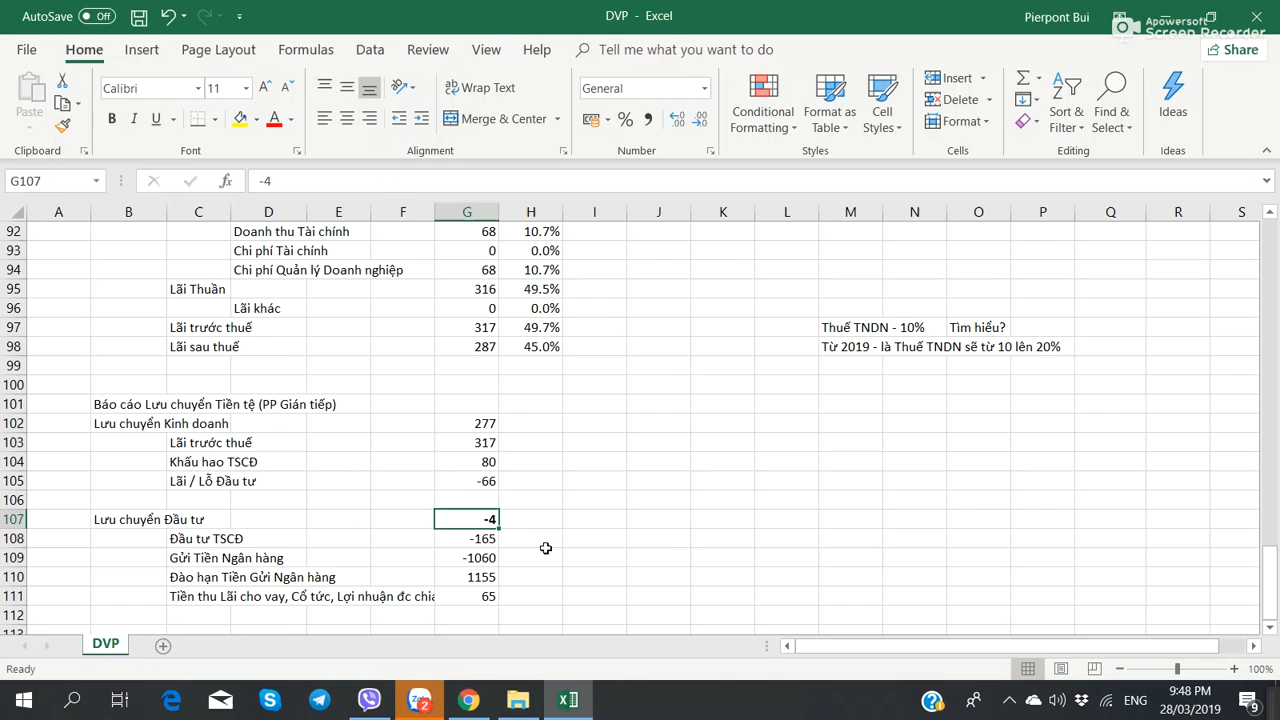 AutoSave Off DVP - Excel Pierpont Bui
Apowersoft
Screen Recorder
File Home Insert Page Layout Formulas Data Review View Help Tell me what you want to do Share
Paste Calibri 11 Wrap Text General Conditional Formatting Format as Table Cell Styles Insert Sort & Filter Find & Select Ideas
B I U Merge & Center % Delete
Format
Clipboard Font Alignment Number Styles Cells Editing Ideas
G107 fx -4
A B C D E F G H I J K L M N O P Q R S
92 Doanh thu Tài chính 68 10.7%
93 Chi phí Tài chính 0 0.0%
94 Chi phí Quản lý Doanh nghiệp 68 10.7%
95 Lãi Thuần 316 49.5%
96 Lãi khác 0 0.0%
97 Lãi trước thuế 317 49.7% Thuế TNDN - 10% Tìm hiểu?
98 Lãi sau thuế 287 45.0% Từ 2019 - là Thuế TNDN sẽ từ 10 lên 20%
99
100
101 Báo cáo Lưu chuyển Tiền tệ (PP Gián tiếp)
102 Lưu chuyển Kinh doanh 277
103 Lãi trước thuế 317
104 Khấu hao TSCĐ 80
105 Lãi / Lỗ Đầu tư -66
106
107 Lưu chuyển Đầu tư -4
108 Đầu tư TSCĐ -165
109 Gửi Tiền Ngân hàng -1060
110 Đào hạn Tiền Gửi Ngân hàng 1155
111 Tiền thu Lãi cho vay, Cổ tức, Lợi nhuận đc chia 65
112
113
DVP
Ready 100%
Zalo 2 ENG 9:48 PM
28/03/2019 9